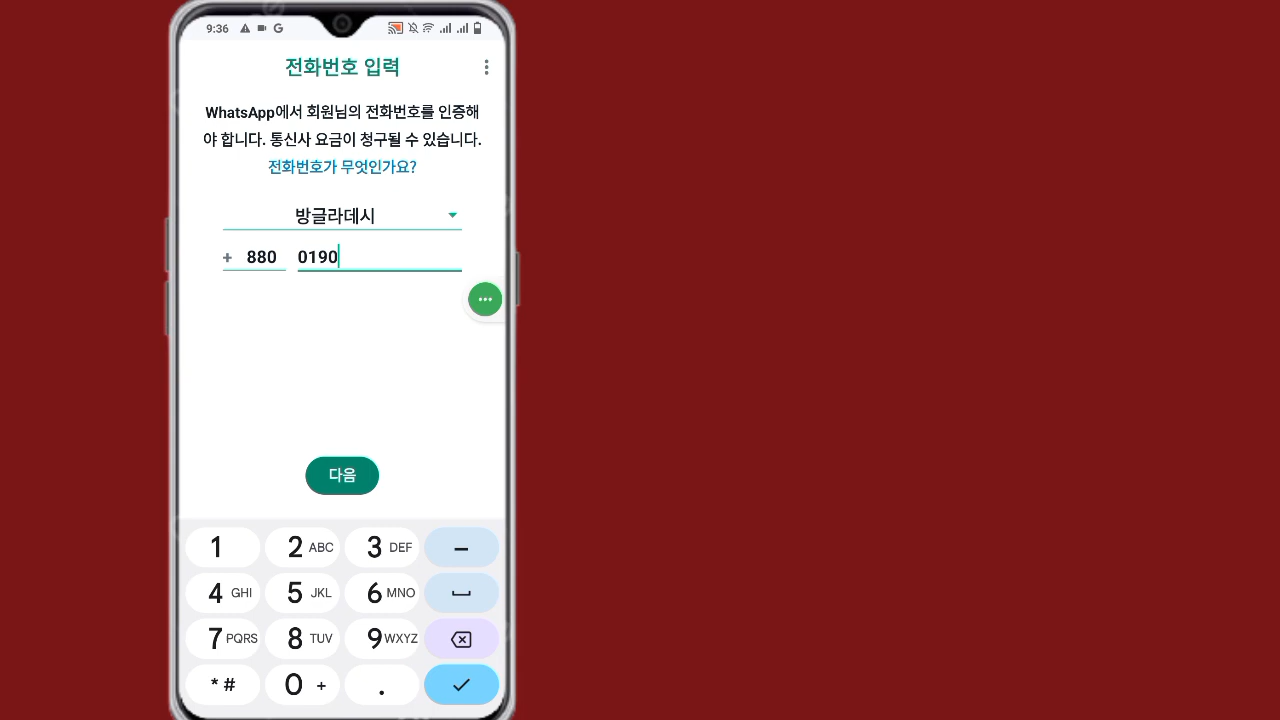 9:36
전화번호 입력
WhatsApp에서 회원님의 전화번호를 인증해
야 합니다. 통신사 요금이 청구될 수 있습니다.
전화번호가 무엇인가요?
방글라데시
+ 880 0190
다음
1 2 ABC 3 DEF –
4 GHI 5 JKL 6 MNO
7 PQRS 8 TUV 9 WXYZ
* # 0 + .